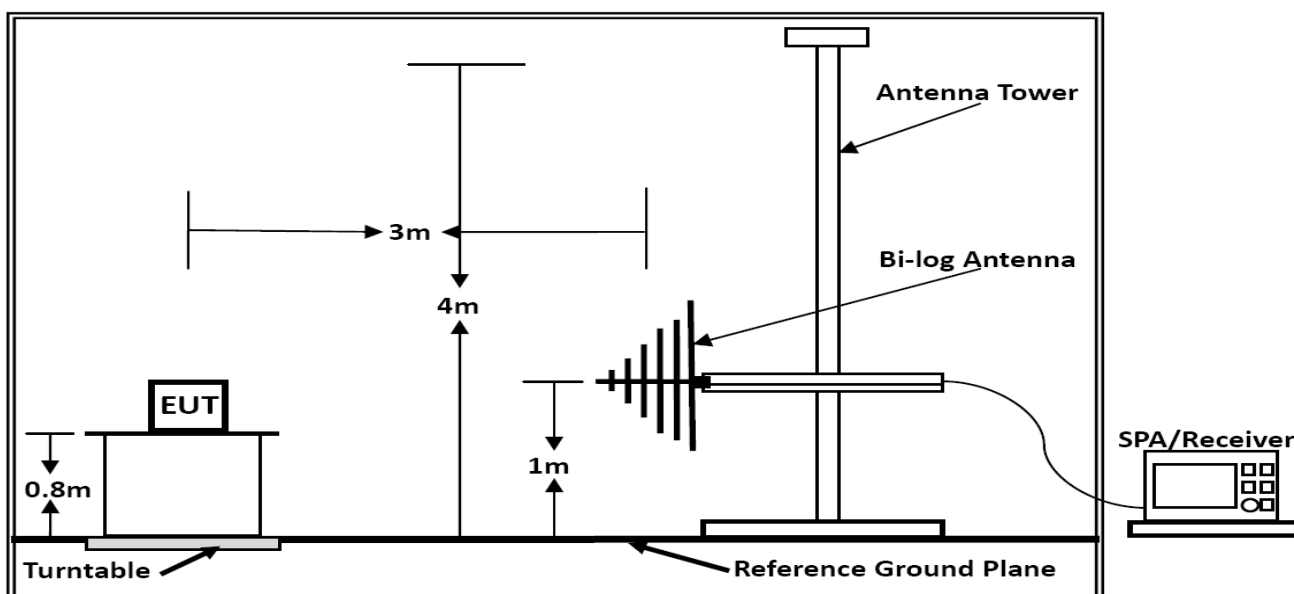 Antenna Tower
3m
Bi-log Antenna
4m
EUT
SPA/Receiver
1m
0.8m
Turntable
Reference Ground Plane